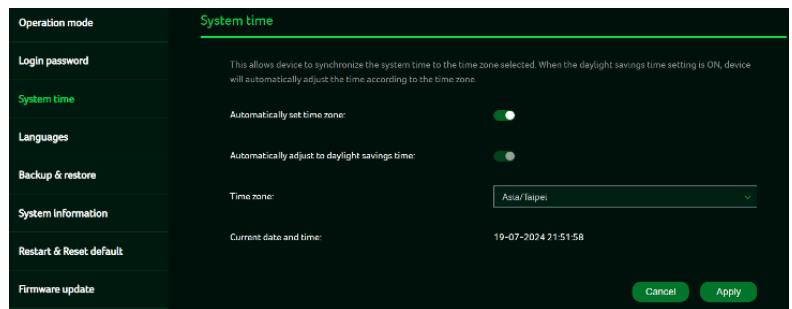 Operation mode
Login password
System time
Languages
Backup & restore
System information
Restart & Reset default
Firmware update
System time
This allows device to synchronize the system time to the time zone selected. When the daylight savings time setting is ON, device
will automatically adjust the time according to the time zone.
Automatically set time zone:
Automatically adjust to daylight savings time:
Time zone:
Asia/Taipei
Current date and time:
19-07-2024 21:51:58
Cancel
Apply